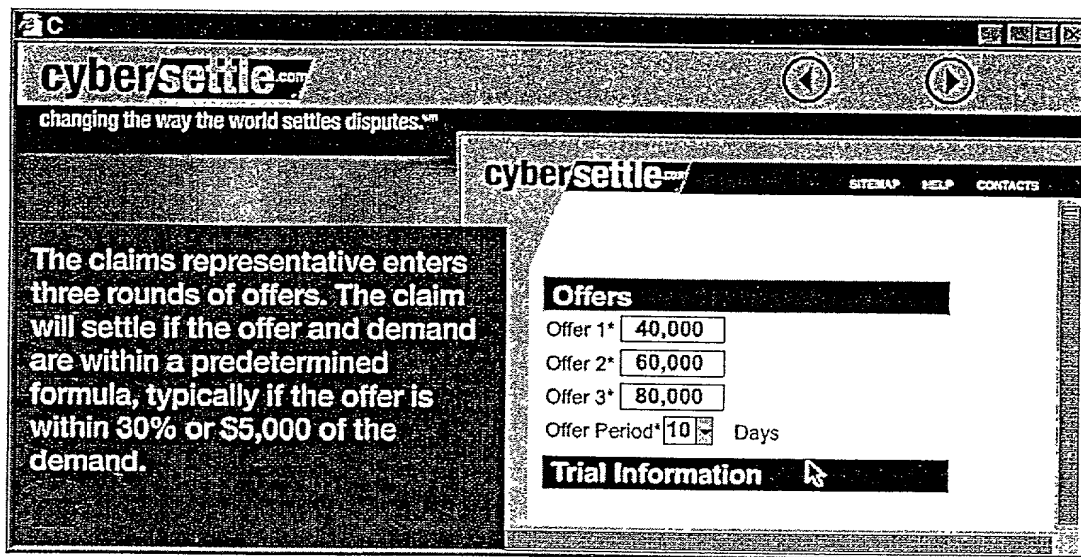 C
cybersettle.com
changing the way the world settles disputes.℠
cybersettle.com
SITEMAP HELP CONTACTS
The claims representative enters
three rounds of offers. The claim
will settle if the offer and demand
are within a predetermined
formula, typically if the offer is
within 30% or $5,000 of the
demand.
Offers
Offer 1* 40,000
Offer 2* 60,000
Offer 3* 80,000
Offer Period* 10 Days
Trial Information